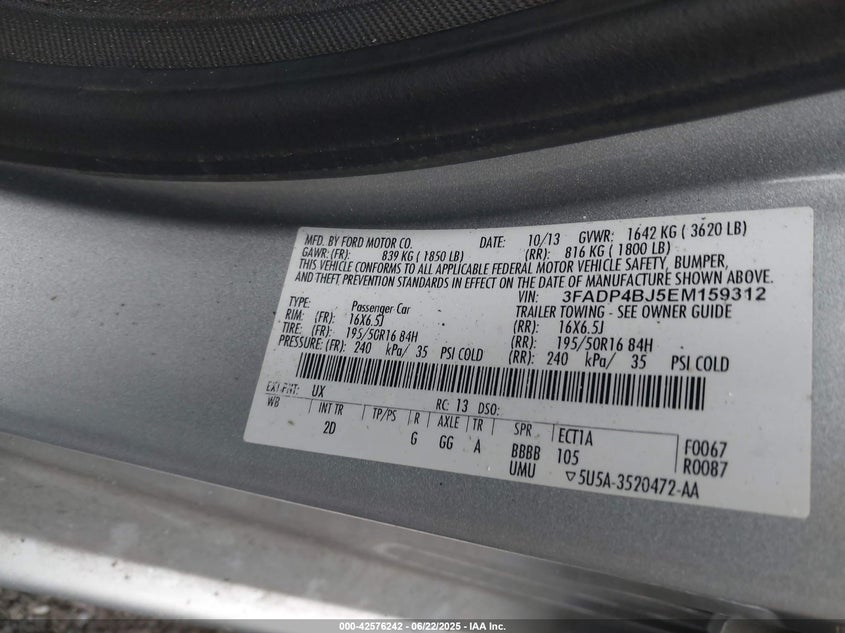 MFD. BY FORD MOTOR CO. DATE: 10/13 GVWR: 1642 KG ( 3620 LB)
GAWR: (FR): 839 KG ( 1850 LB) (RR): 816 KG ( 1800 LB)
THIS VEHICLE CONFORMS TO ALL APPLICABLE FEDERAL MOTOR VEHICLE SAFETY, BUMPER,
AND THEFT PREVENTION STANDARDS IN EFFECT ON THE DATE OF MANUFACTURE SHOWN ABOVE.
VIN: 3FADP4BJ5EM159312
TYPE: Passenger Car TRAILER TOWING - SEE OWNER GUIDE
RIM: (FR): 16X6.5J (RR): 16X6.5J
TIRE: (FR): 195/50R16 84H (RR): 195/50R16 84H
PRESSURE: (FR): 240 kPa/ 35 PSI COLD (RR): 240 kPa/ 35 PSI COLD
EXT PNT: UX RC: 13 DSO:
WB INT TR TP/PS R AXLE TR SPR ECT1A F0067
2D G GG A BBBB 105 R0087
UMU ▽5U5A-3520472-AA
000-42576242 - 06/22/2025 - IAA Inc.